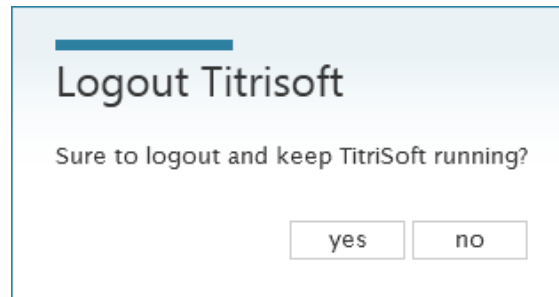 Logout Titrisoft
Sure to logout and keep TitriSoft running?
yes no